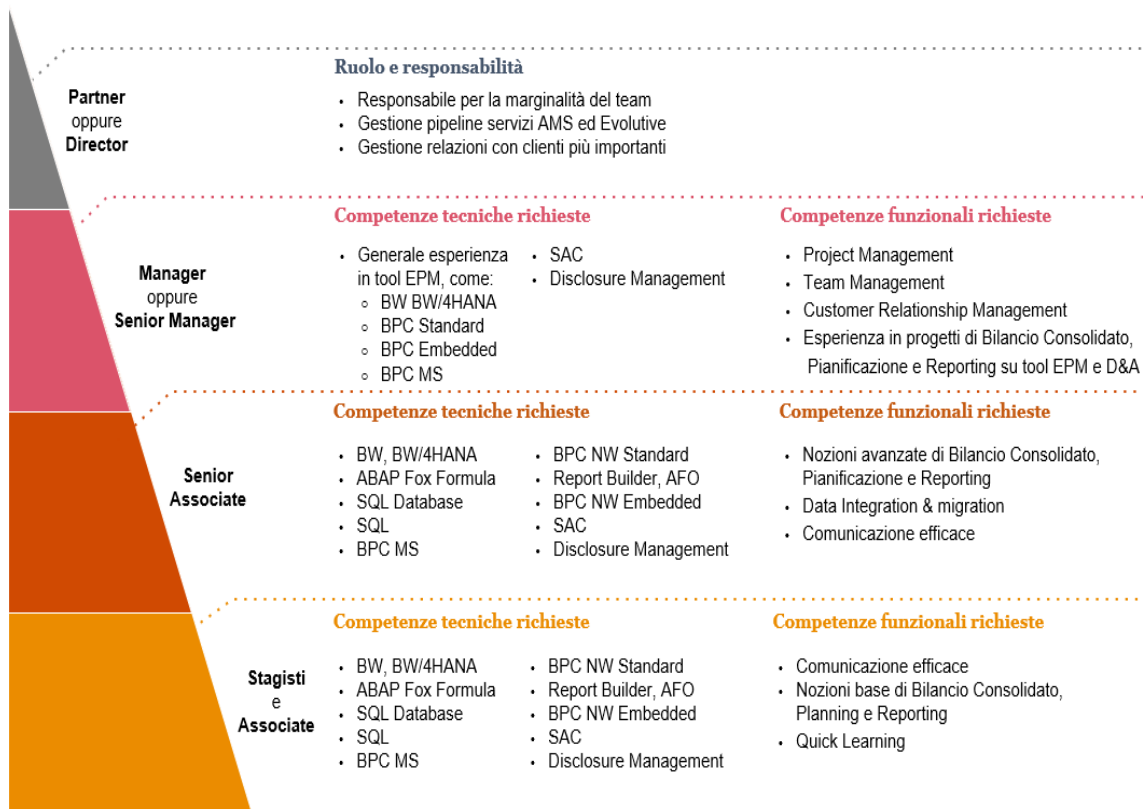 Partner
oppure
Director
Ruolo e responsabilità
• Responsabile per la marginalità del team
• Gestione pipeline servizi AMS ed Evolutive
• Gestione relazioni con clienti più importanti
Manager
oppure
Senior Manager
Competenze tecniche richieste
• Generale esperienza
in tool EPM, come:
○ BW BW/4HANA
○ BPC Standard
○ BPC Embedded
○ BPC MS
• SAC
• Disclosure Management
Competenze funzionali richieste
• Project Management
• Team Management
• Customer Relationship Management
• Esperienza in progetti di Bilancio Consolidato,
Pianificazione e Reporting su tool EPM e D&A
Senior
Associate
Competenze tecniche richieste
• BW, BW/4HANA
• ABAP Fox Formula
• SQL Database
• SQL
• BPC MS
• BPC NW Standard
• Report Builder, AFO
• BPC NW Embedded
• SAC
• Disclosure Management
Competenze funzionali richieste
• Nozioni avanzate di Bilancio Consolidato,
Pianificazione e Reporting
• Data Integration & migration
• Comunicazione efficace
Stagisti
e
Associate
Competenze tecniche richieste
• BW, BW/4HANA
• ABAP Fox Formula
• SQL Database
• SQL
• BPC MS
• BPC NW Standard
• Report Builder, AFO
• BPC NW Embedded
• SAC
• Disclosure Management
Competenze funzionali richieste
• Comunicazione efficace
• Nozioni base di Bilancio Consolidato,
Planning e Reporting
• Quick Learning